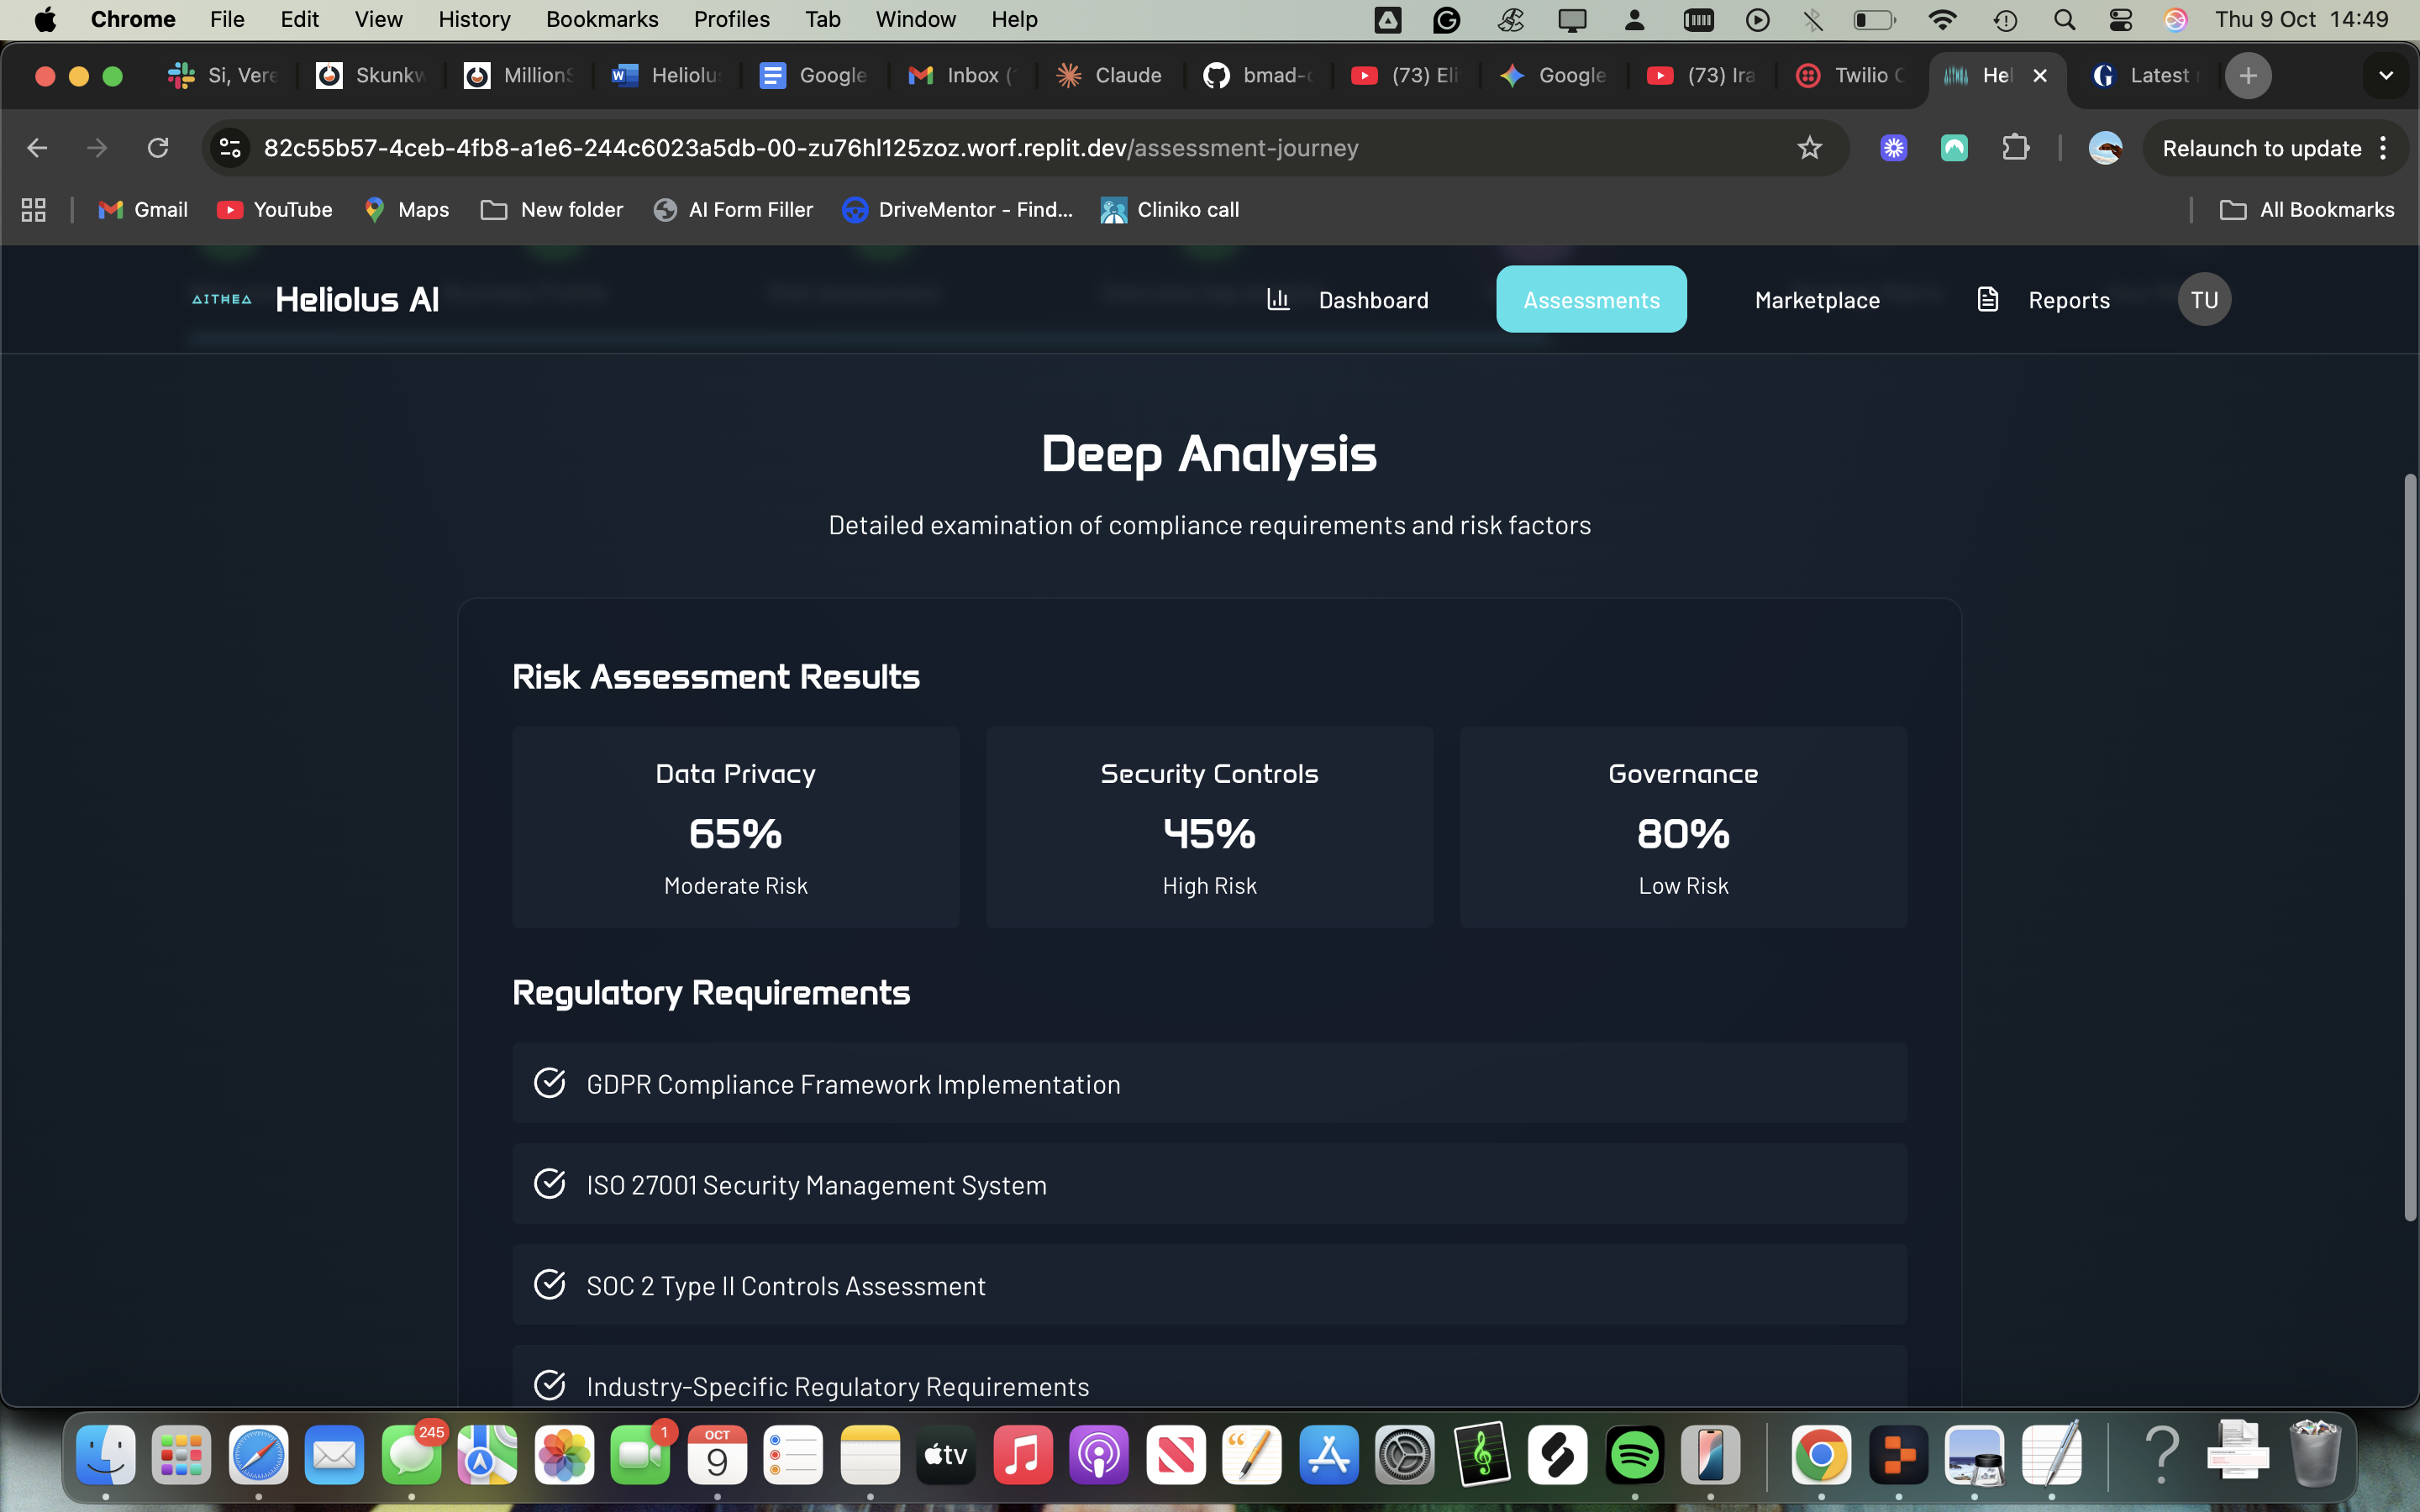 Chrome File Edit View History Bookmarks Profiles Tab Window Help Thu 9 Oct 14:49
Si, Vere Skunkw MillionS Heliolus Google Inbox ( Claude bmad- (73) Eli Google (73) Ira Twilio C Hel Latest
82c55b57-4ceb-4fb8-a1e6-244c6023a5db-00-zu76hl125zoz.worf.replit.dev/assessment-journey Relaunch to update
Gmail YouTube Maps New folder AI Form Filler DriveMentor - Find... Cliniko call All Bookmarks
AITHEA Heliolus AI Dashboard Assessments Marketplace Reports TU
Deep Analysis
Detailed examination of compliance requirements and risk factors
Risk Assessment Results
Data Privacy Security Controls Governance
65% 45% 80%
Moderate Risk High Risk Low Risk
Regulatory Requirements
GDPR Compliance Framework Implementation
ISO 27001 Security Management System
SOC 2 Type II Controls Assessment
Industry-Specific Regulatory Requirements
245 1 OCT 9 tv